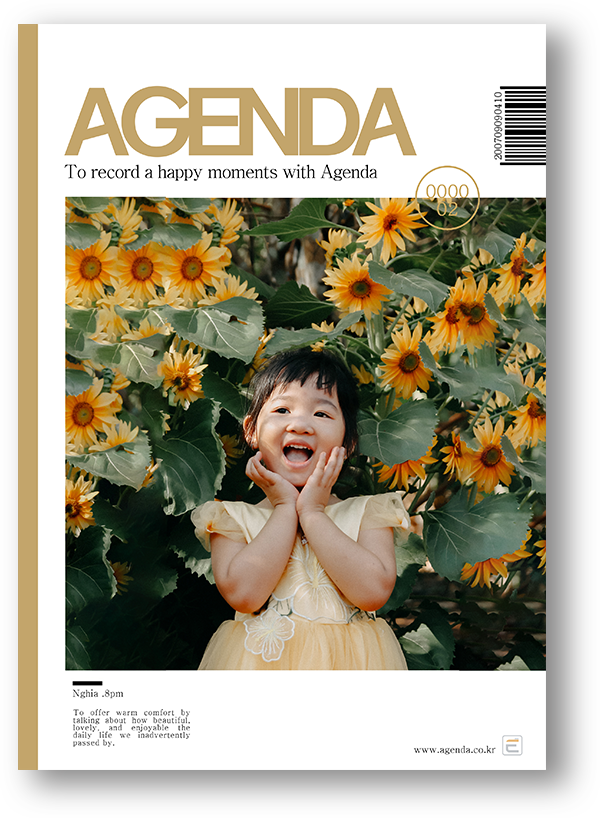 AGENDA
To record a happy moments with Agenda
200709090410
0000
02
Nghia .8pm
To offer warm comfort by
talking about how beautiful,
lovely, and enjoyable the
daily life we inadvertently
passed by.
www.agenda.co.kr